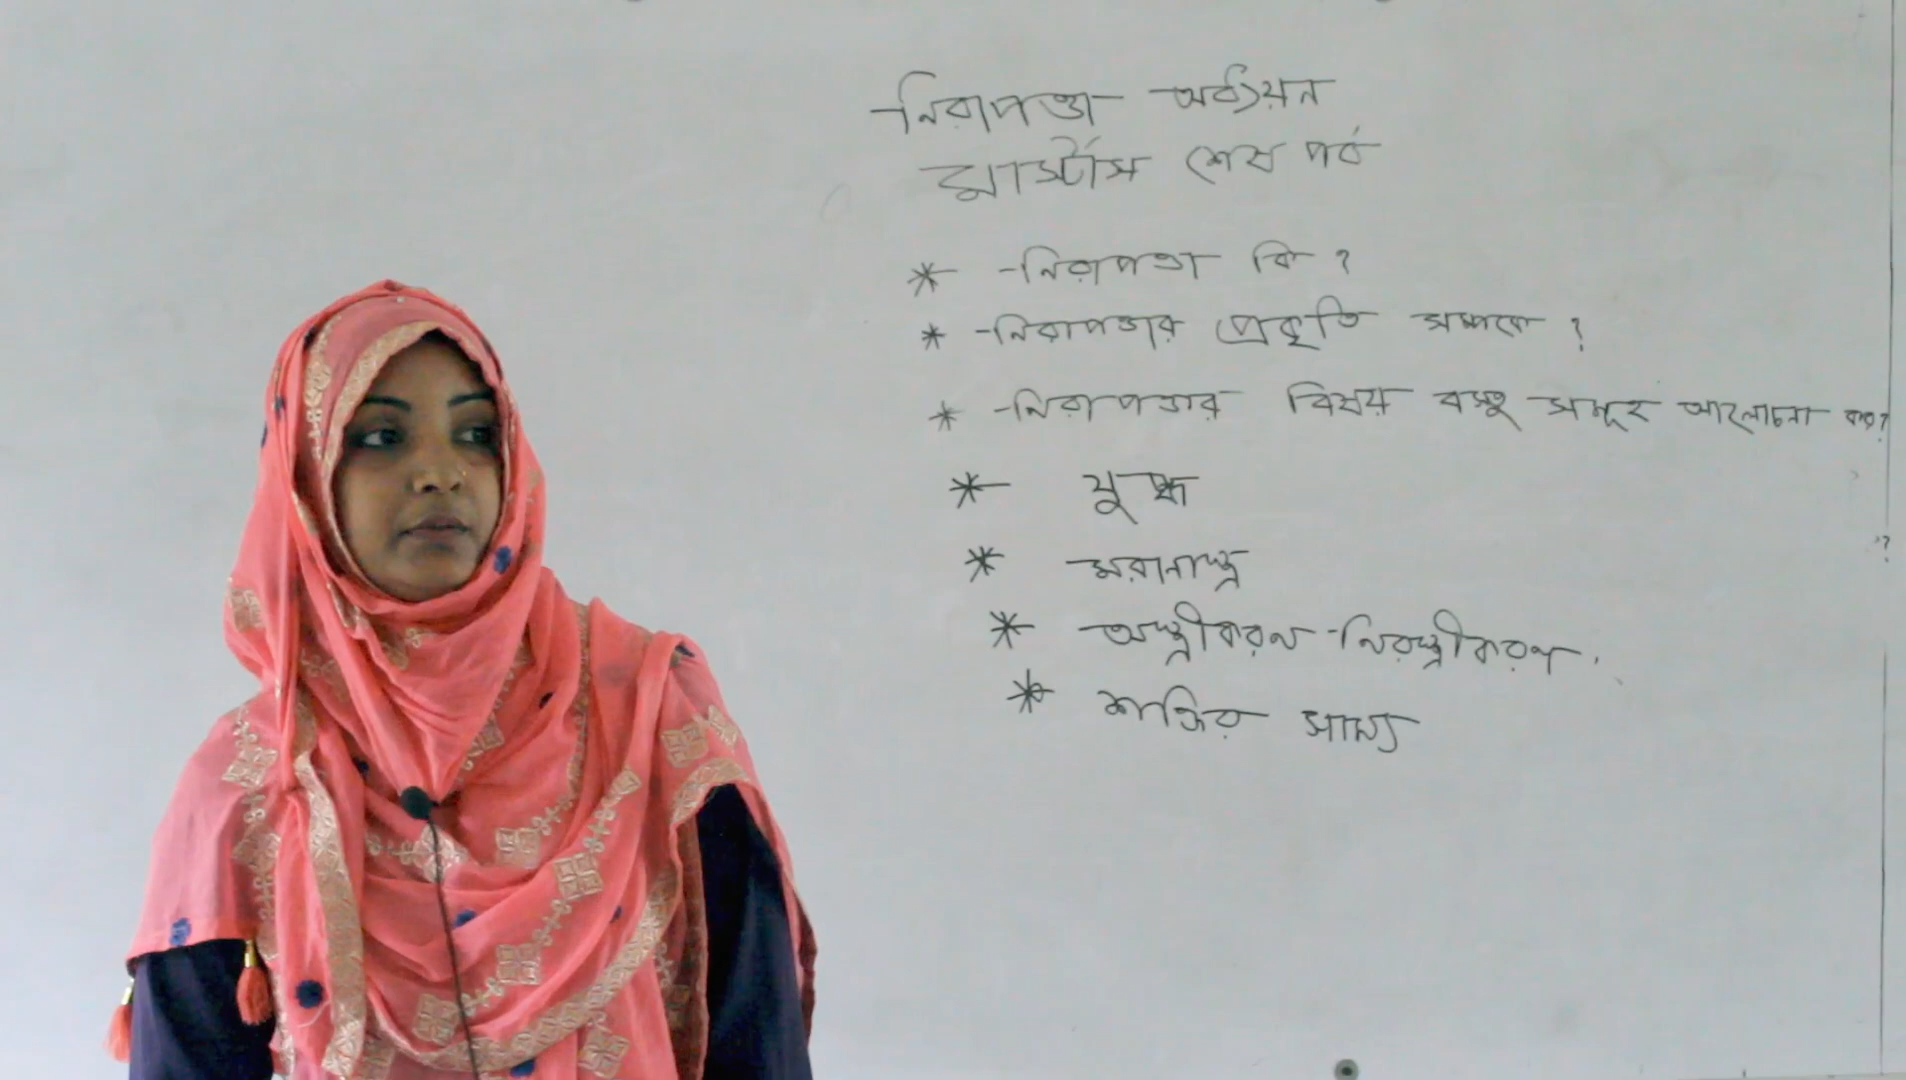 নিরাপত্তা অধ্যয়ন
মাস্টার্স শেষ পর্ব
* নিরাপত্তা কি ?
* নিরাপত্তার প্রকৃতি সম্পর্কে ?
* নিরাপত্তার বিষয় বস্তু সমূহ আলোচনা কর?
* যুদ্ধ
* মরানাস্ত্র
* অস্ত্রীকরণ-নিরস্ত্রীকরণ
* শক্তির সাম্য